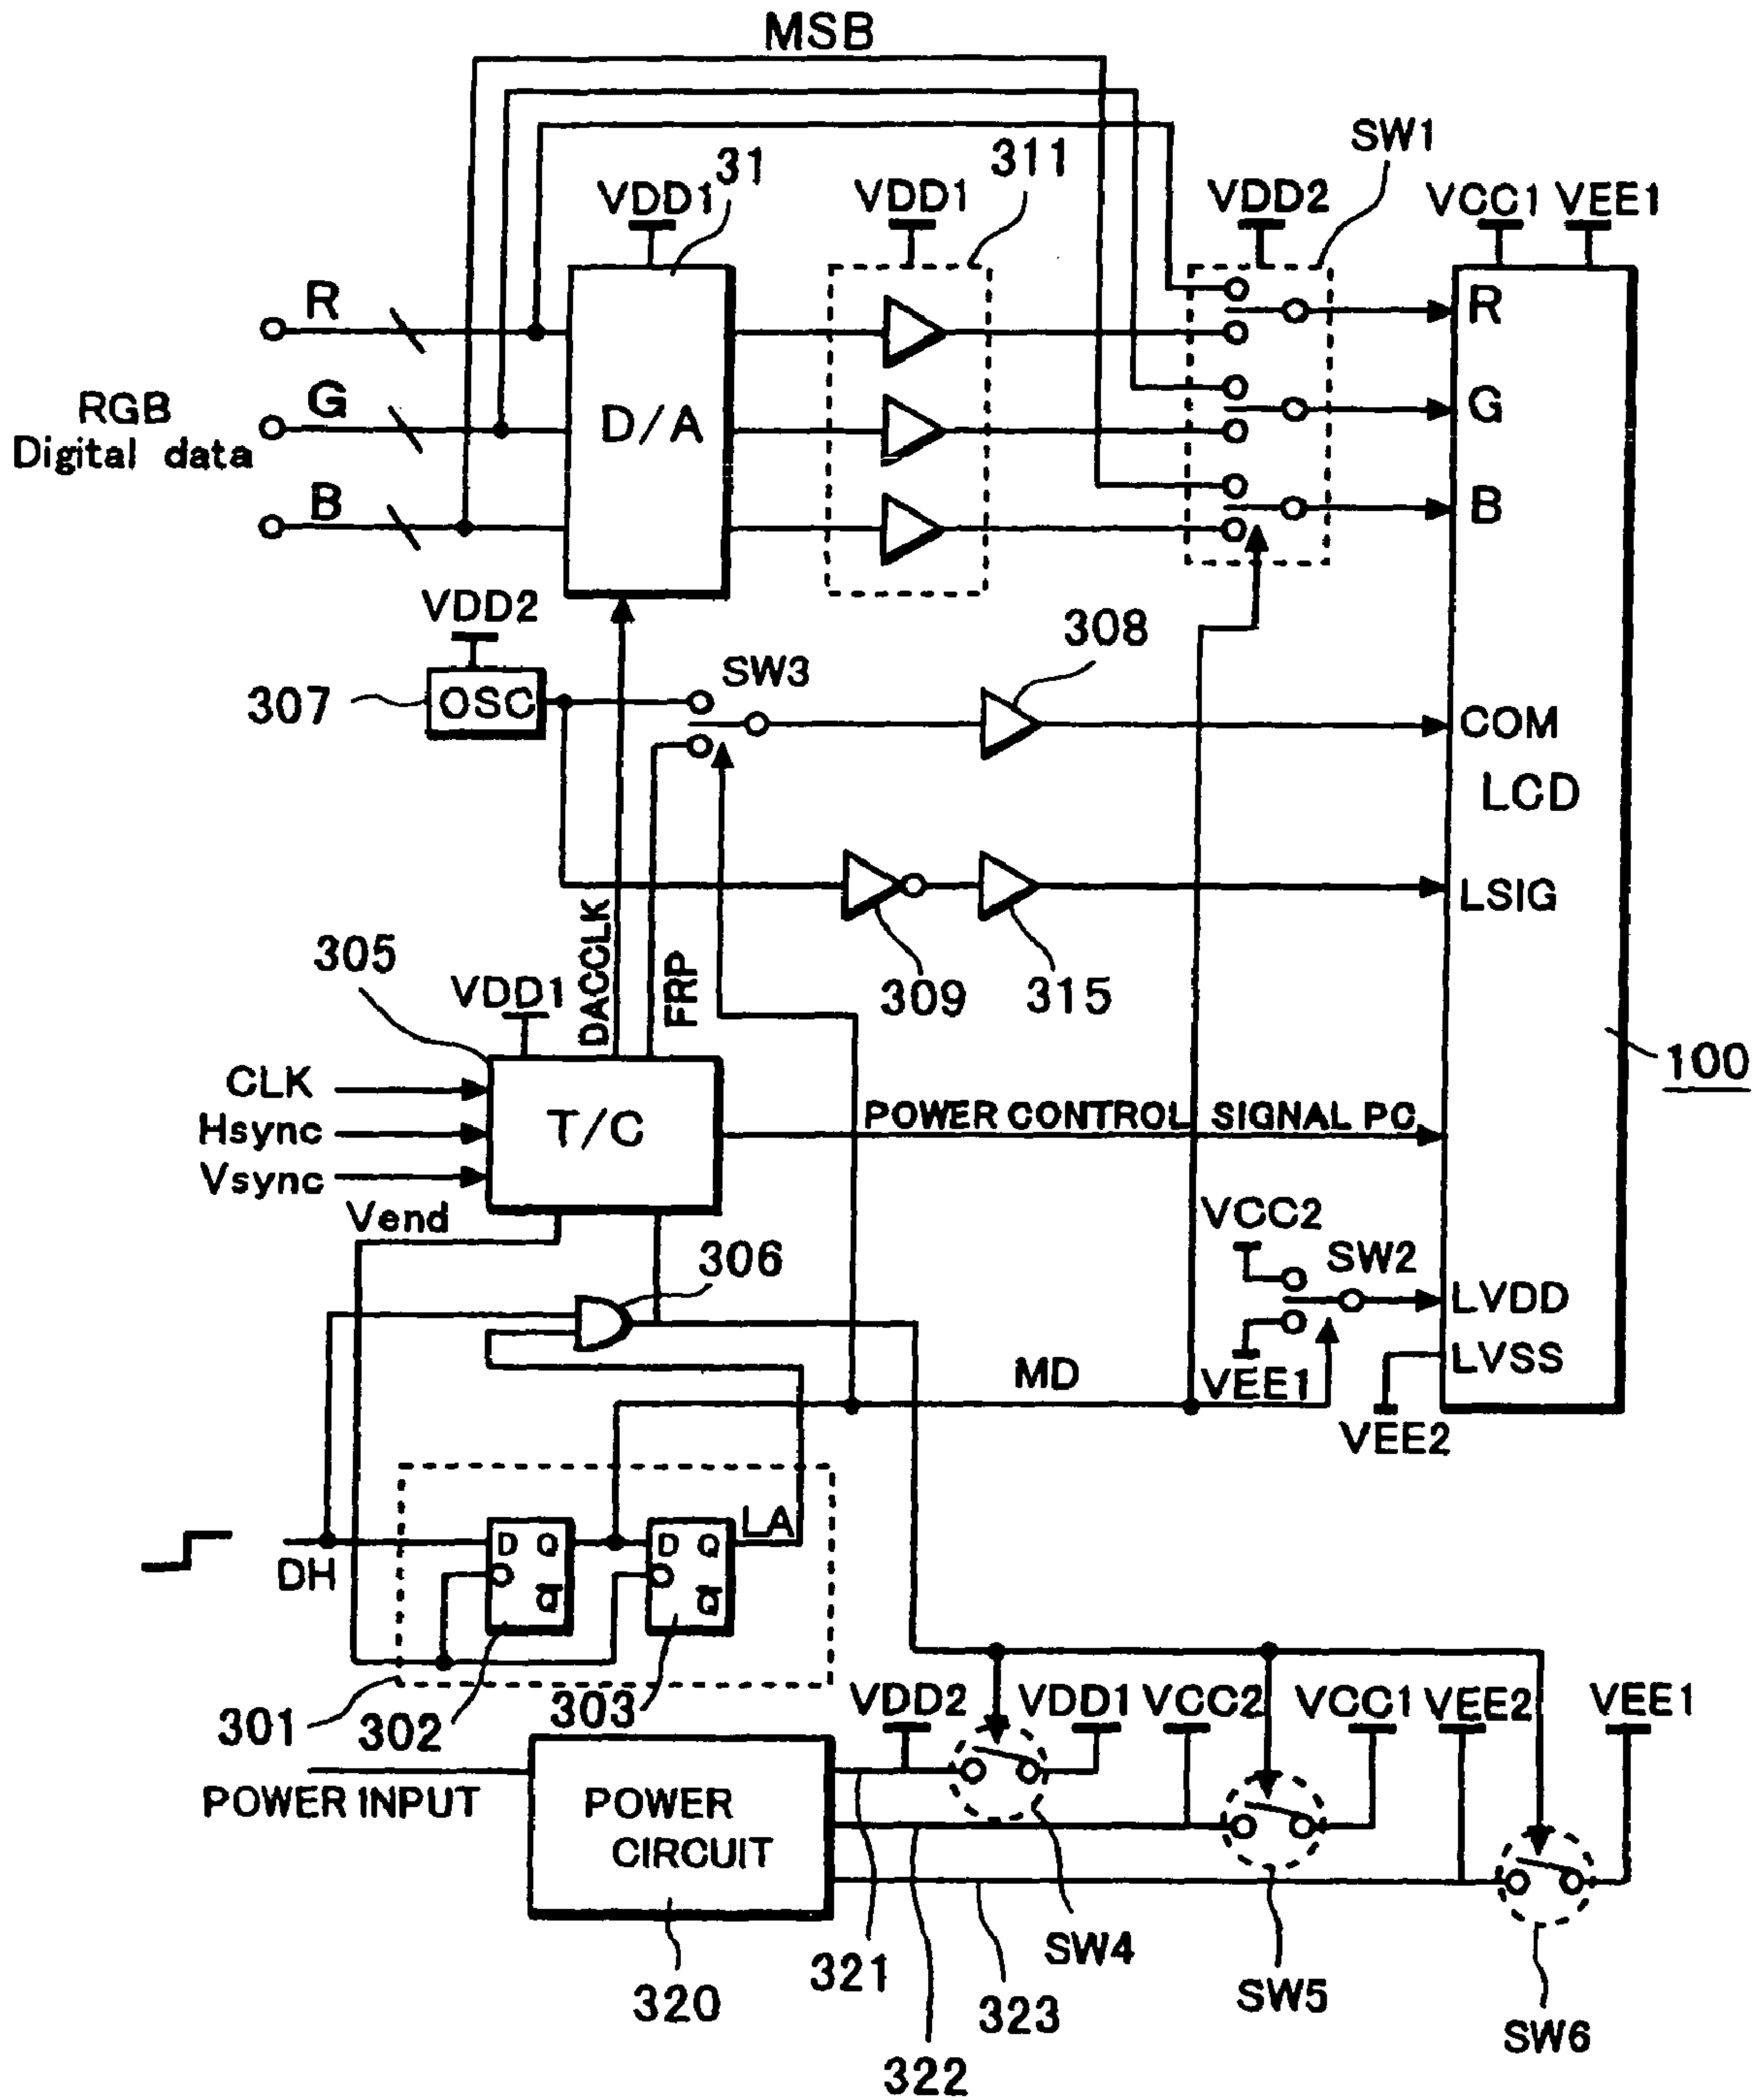 MSB
SW1
31
311
VDD1
VDD1
VDD2
VCC1
VEE1
R
R
G
D/A
G
RGB
Digital data
B
B
VDD2
308
SW3
307
OSC
COM
LCD
LSIG
305
VDD1
DACCLK
FRP
309
315
100
CLK
Hsync
Vsync
T/C
POWER CONTROL SIGNAL PC
Vend
VCC2
306
SW2
LVDD
LVSS
MD
VEE1
VEE2
LA
D Q
D Q
DH
Q
Q
301
302
303
VDD2
VDD1
VCC2
VCC1
VEE2
VEE1
POWER INPUT
POWER
CIRCUIT
SW4
321
320
323
SW5
322
SW6